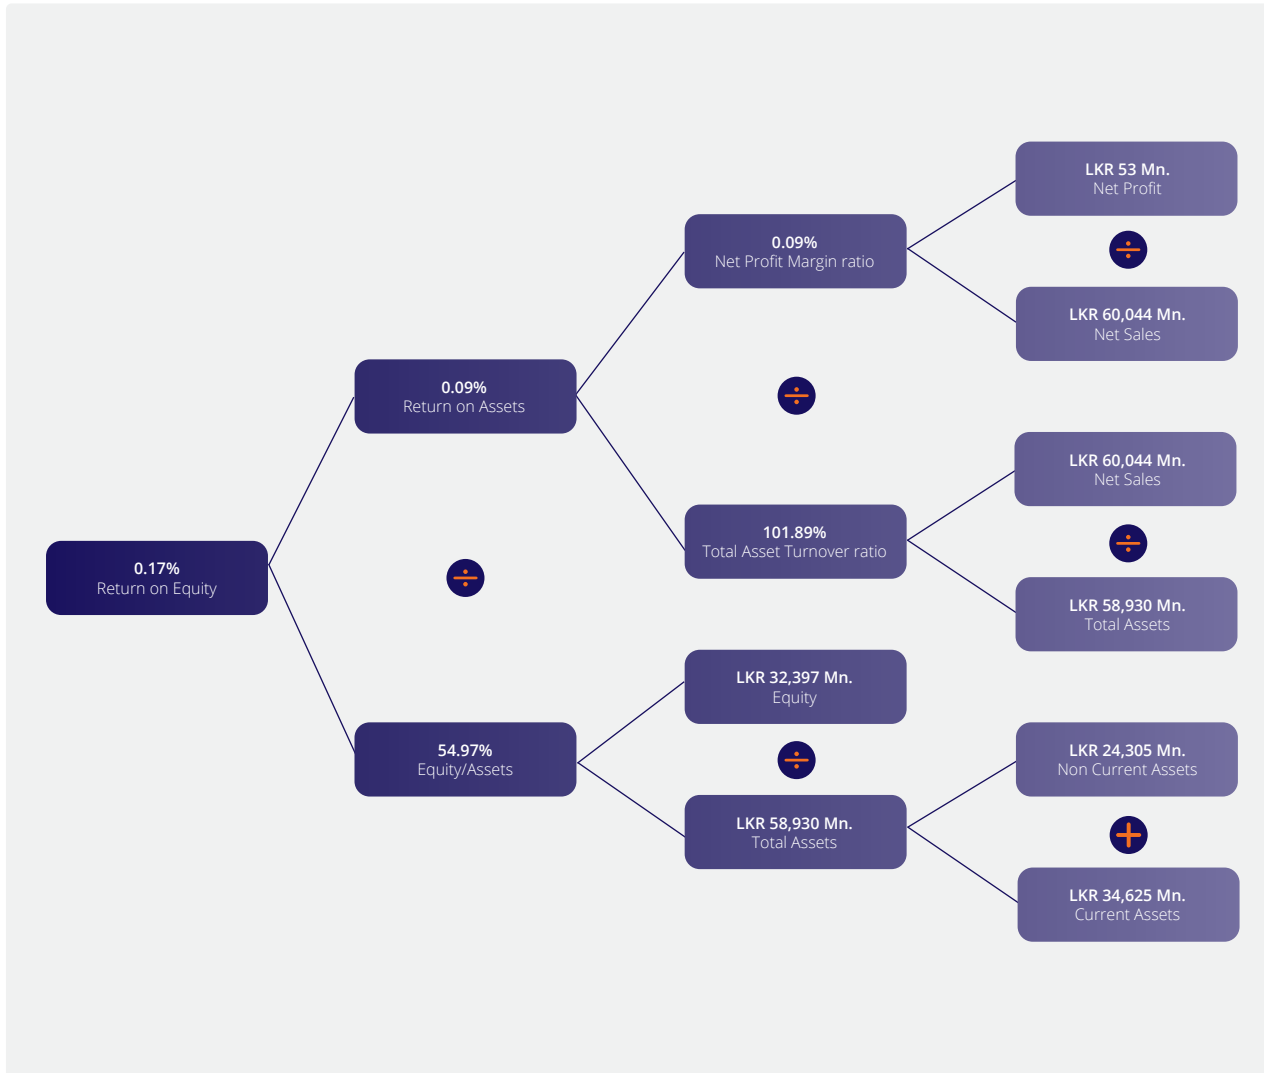 LKR 53 Mn.
Net Profit
0.09%
Net Profit Margin ratio
LKR 60,044 Mn.
Net Sales
0.09%
Return on Assets
LKR 60,044 Mn.
Net Sales
101.89%
Total Asset Turnover ratio
0.17%
Return on Equity
LKR 58,930 Mn.
Total Assets
LKR 32,397 Mn.
Equity
54.97%
Equity/Assets
LKR 24,305 Mn.
Non Current Assets
LKR 58,930 Mn.
Total Assets
LKR 34,625 Mn.
Current Assets